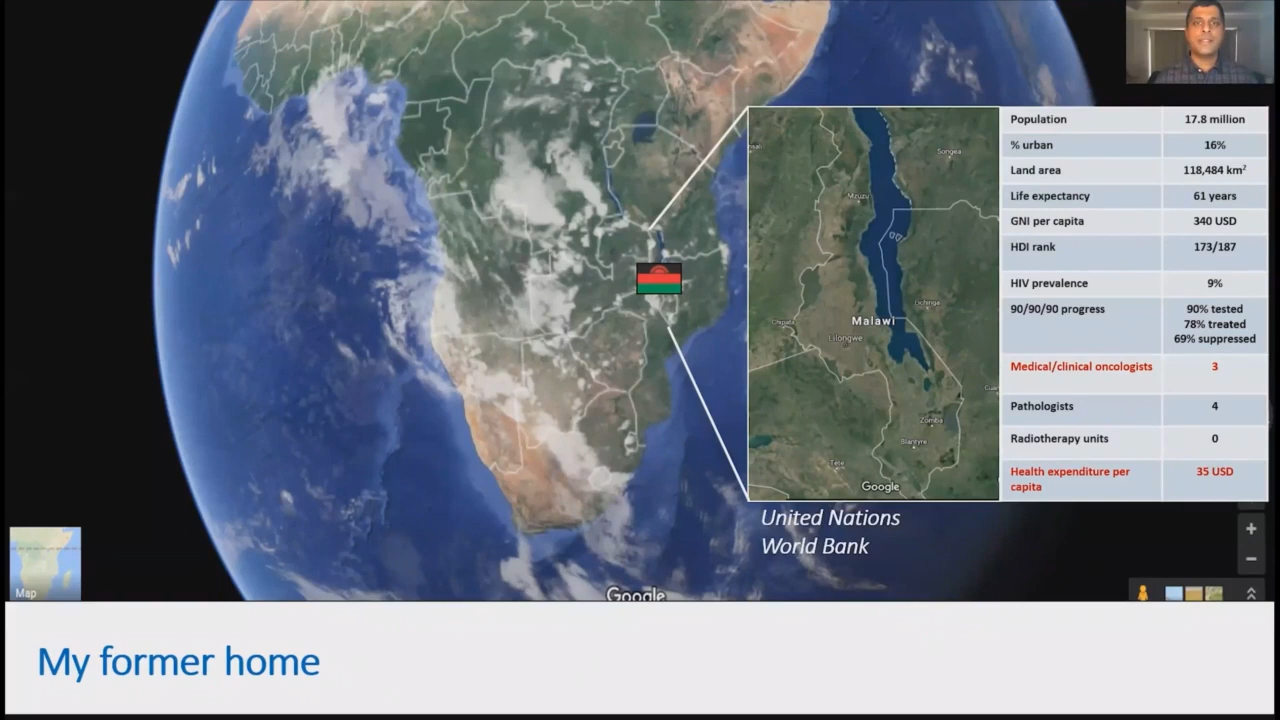 Population 17.8 million
% urban 16%
Land area 118,484 km²
Life expectancy 61 years
GNI per capita 340 USD
HDI rank 173/187
HIV prevalence 9%
90/90/90 progress 90% tested
78% treated
69% suppressed
Medical/clinical oncologists 3
Pathologists 4
Radiotherapy units 0
Health expenditure per 35 USD
capita
Songea
Mzuzu
Lichinga
Malawi
Chipata
Lilongwe
Zomba
Blantyre
Tete
Google
United Nations
World Bank
Map
Google
My former home